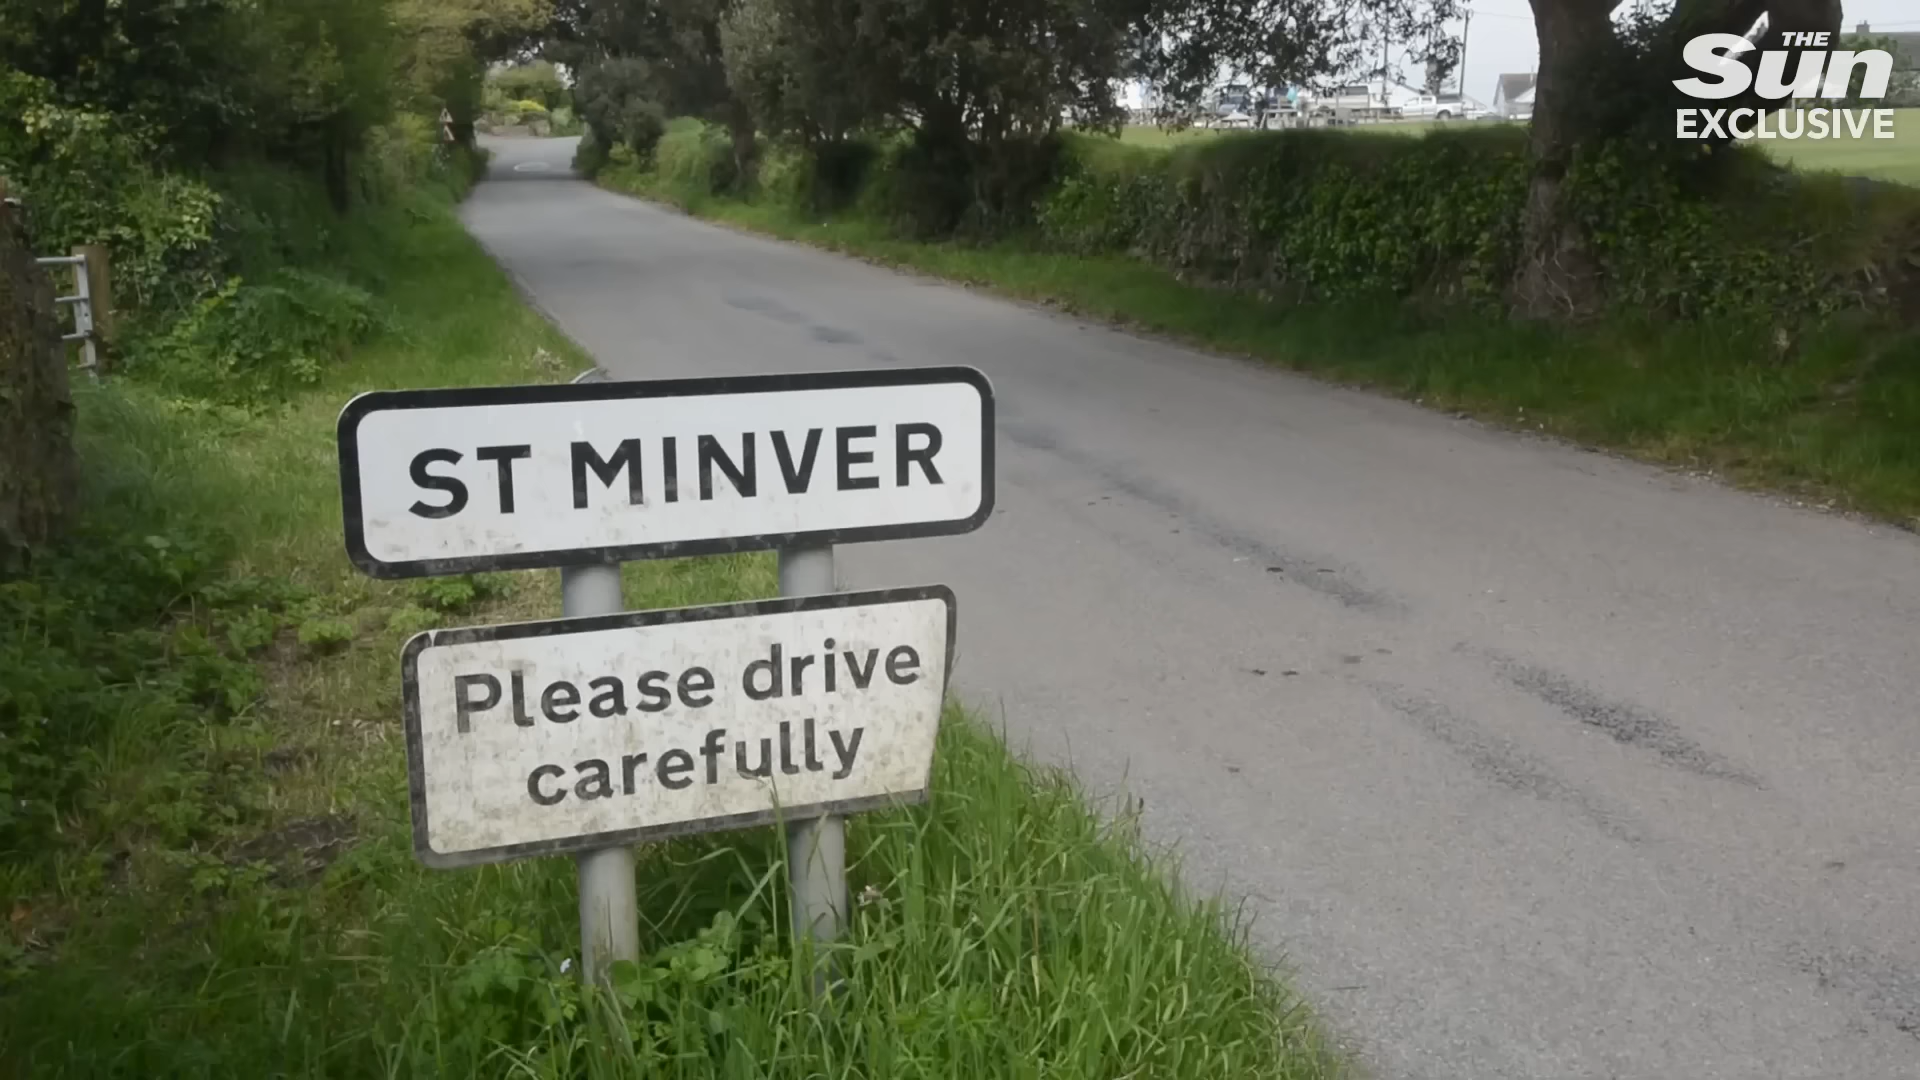 THE
Sun
EXCLUSIVE
ST MINVER
Please drive
carefully